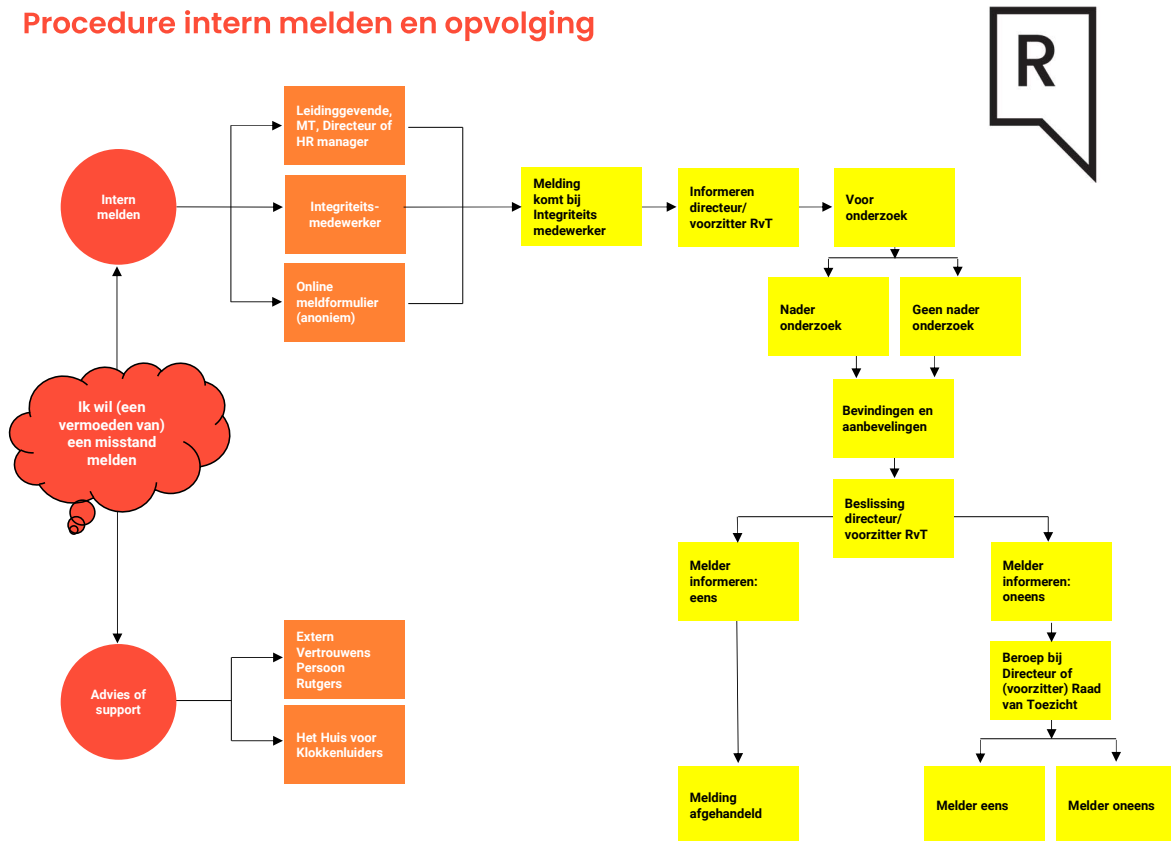 Procedure intern melden en opvolging
R
Leidinggevende,
MT, Directeur of
HR manager
Intern
melden
Integriteits-
medewerker
Online
meldformulier
(anoniem)
Melding
komt bij
Integriteits
medewerker
Informeren
directeur/
voorzitter RvT
Voor
onderzoek
Nader
onderzoek
Geen nader
onderzoek
Bevindingen en
aanbevelingen
Beslissing
directeur/
voorzitter RvT
Melder
informeren:
eens
Melder
informeren:
oneens
Beroep bij
Directeur of
(voorzitter) Raad
van Toezicht
Melding
afgehandeld
Melder eens
Melder oneens
Ik wil (een
vermoeden van)
een misstand
melden
Advies of
support
Extern
Vertrouwens
Persoon
Rutgers
Het Huis voor
Klokkenluiders